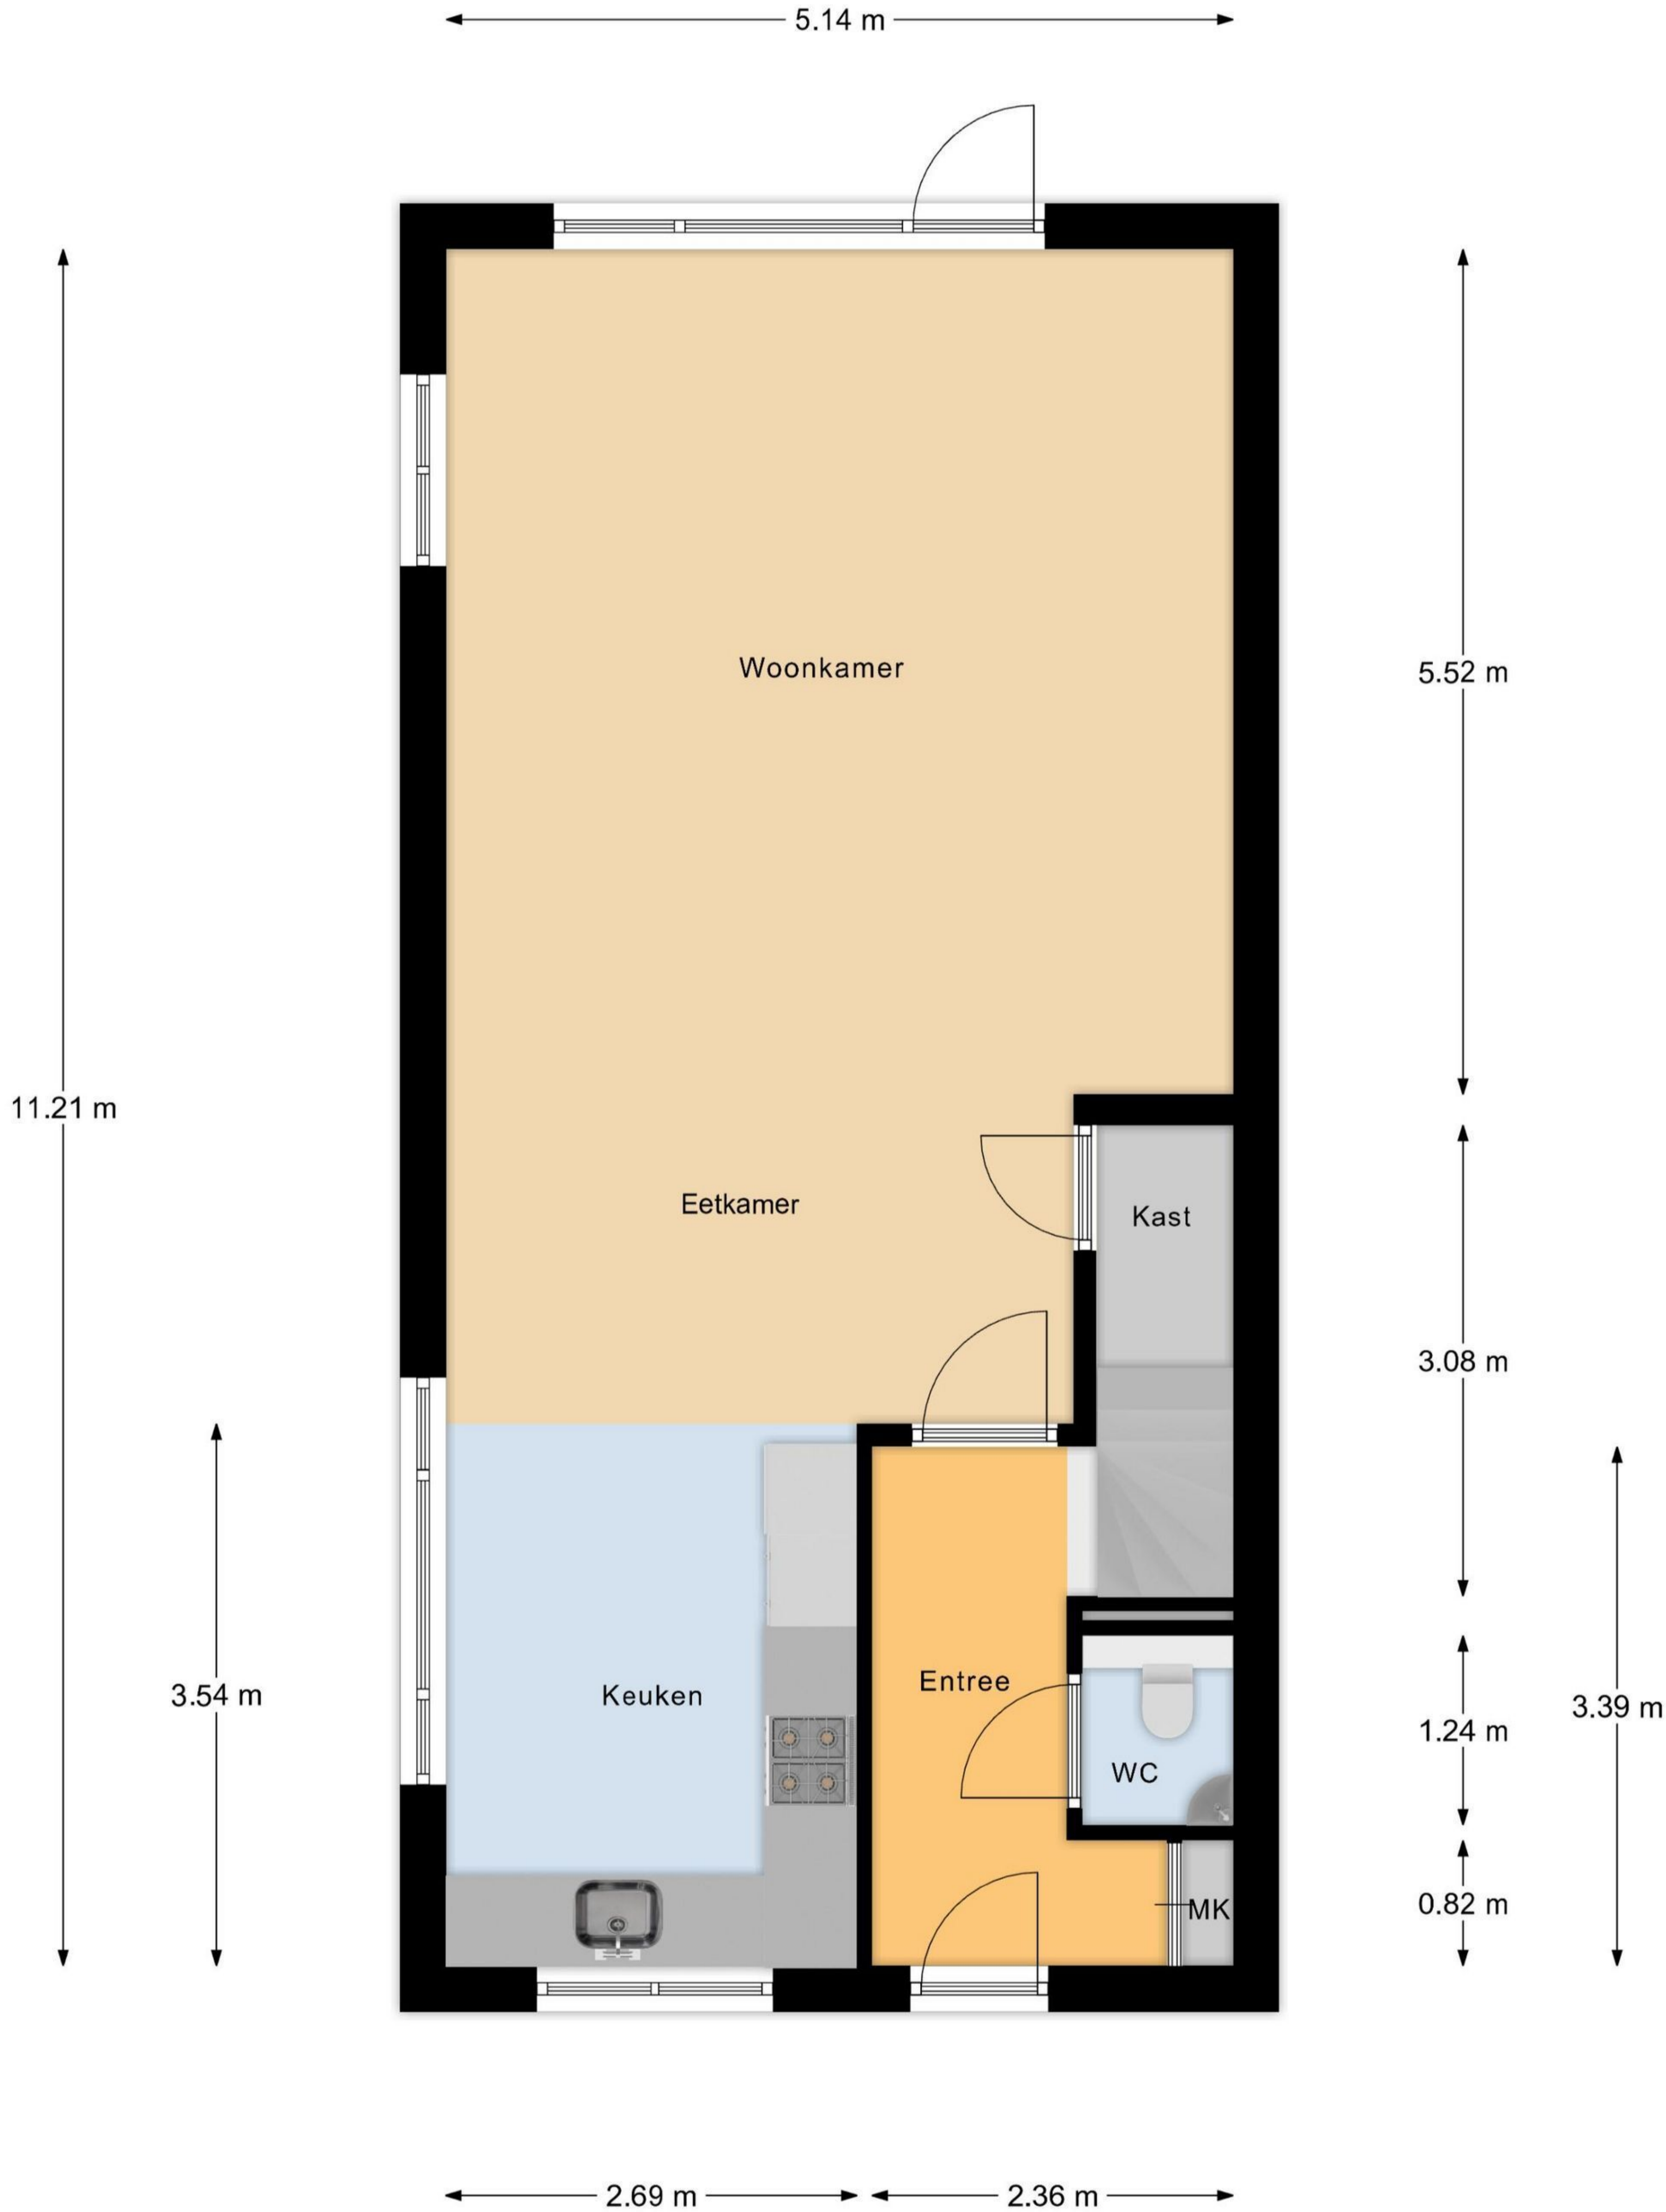 5.14 m
Woonkamer
5.52 m
11.21 m
Eetkamer
Kast
3.08 m
Entree
Keuken
3.54 m
3.39 m
1.24 m
WC
0.82 m
MK
2.69 m
2.36 m